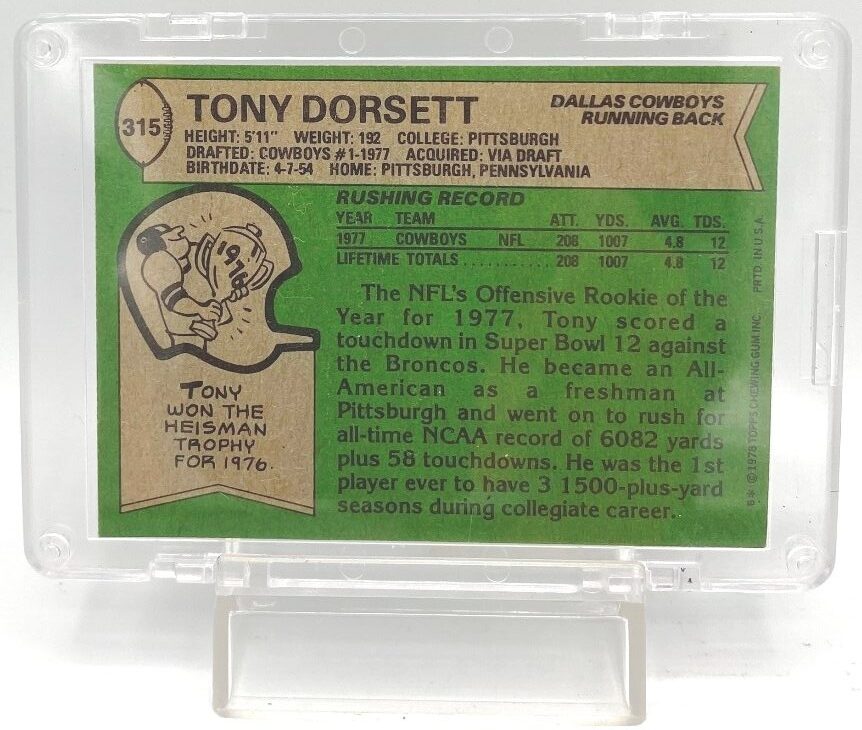 315
TONY DORSETT
DALLAS COWBOYS
RUNNING BACK
HEIGHT: 5'11" WEIGHT: 192 COLLEGE: PITTSBURGH
DRAFTED: COWBOYS #1-1977 ACQUIRED: VIA DRAFT
BIRTHDATE: 4-7-54 HOME: PITTSBURGH, PENNSYLVANIA
RUSHING RECORD
YEAR TEAM ATT. YDS. AVG. TDS.
1977 COWBOYS NFL 208 1007 4.8 12
LIFETIME TOTALS........... 208 1007 4.8 12
The NFL's Offensive Rookie of the
Year for 1977, Tony scored a
touchdown in Super Bowl 12 against
the Broncos. He became an All-
American as a freshman at
Pittsburgh and went on to rush for
all-time NCAA record of 6082 yards
plus 58 touchdowns. He was the 1st
player ever to have 3 1500-plus-yard
seasons during collegiate career.
1976
TONY
WON THE
HEISMAN
TROPHY
FOR 1976.
6* © 1978 TOPPS CHEWING GUM INC. PRTD. IN U.S.A.